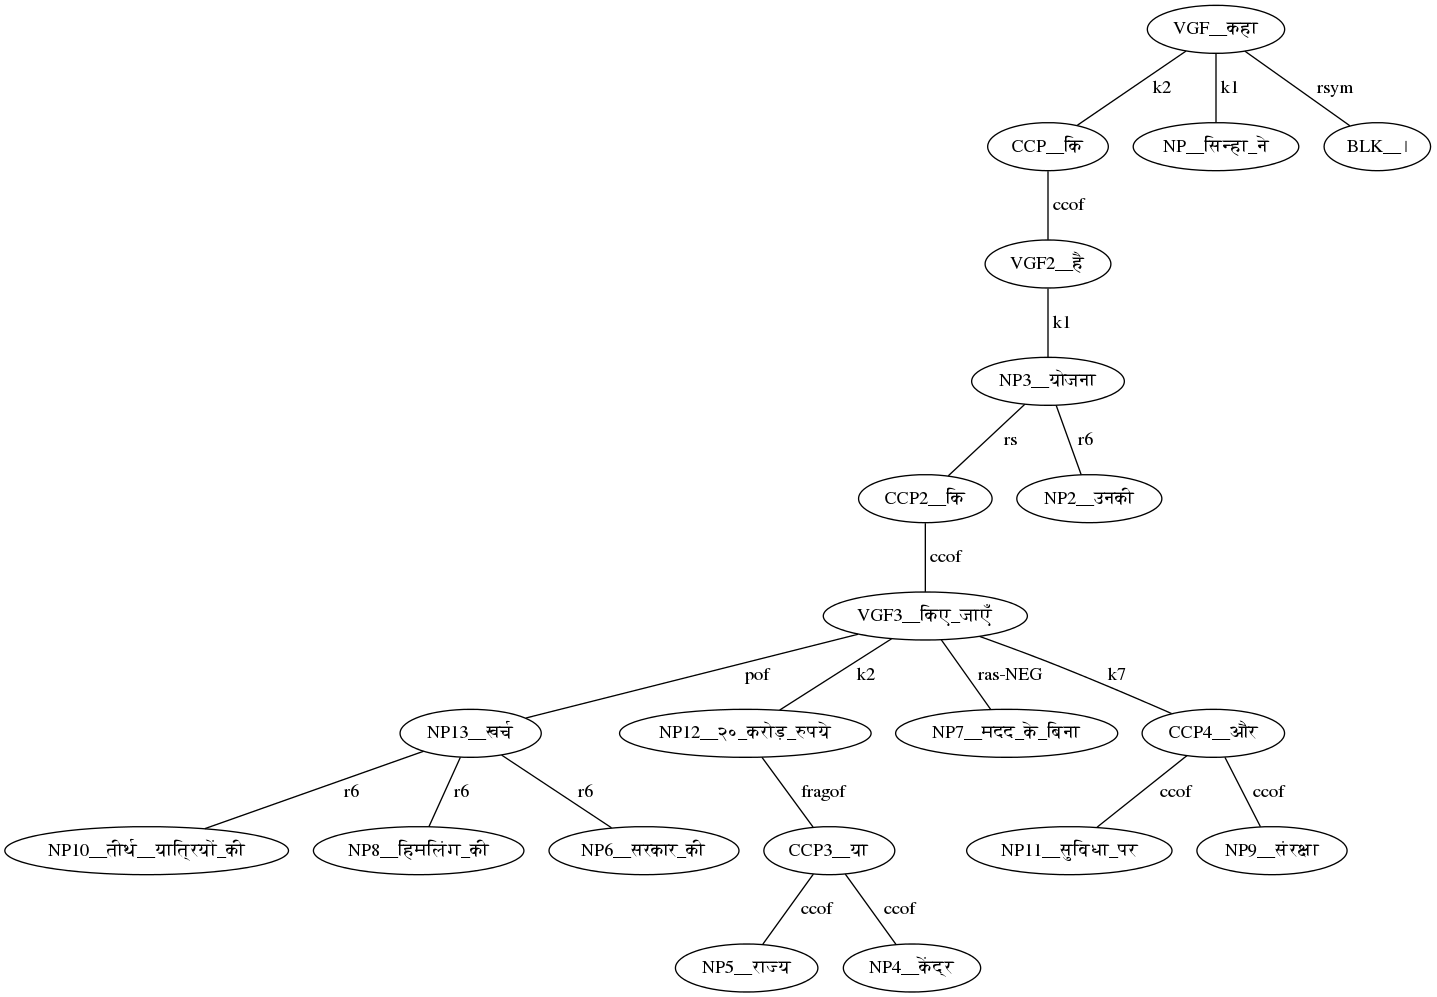 VGF__कहा
k2 k1 rsym
CCP__कि NP__सिन्हा_ने BLK__।
ccof
VGF2__है
k1
NP3__योजना
rs r6
CCP2__कि NP2__उनकी
ccof
VGF3__किए_जाएँ
pof k2 ras-NEG k7
NP13__खर्च NP12__२०_करोड़_रुपये NP7__मदद_के_बिना CCP4__और
r6 r6 r6 fragof ccof ccof
NP10__तीर्थ__यात्रियों_की NP8__हिमलिंग_की NP6__सरकार_की CCP3__या NP11__सुविधा_पर NP9__संरक्षा
ccof ccof
NP5__राज्य NP4__केंद्र